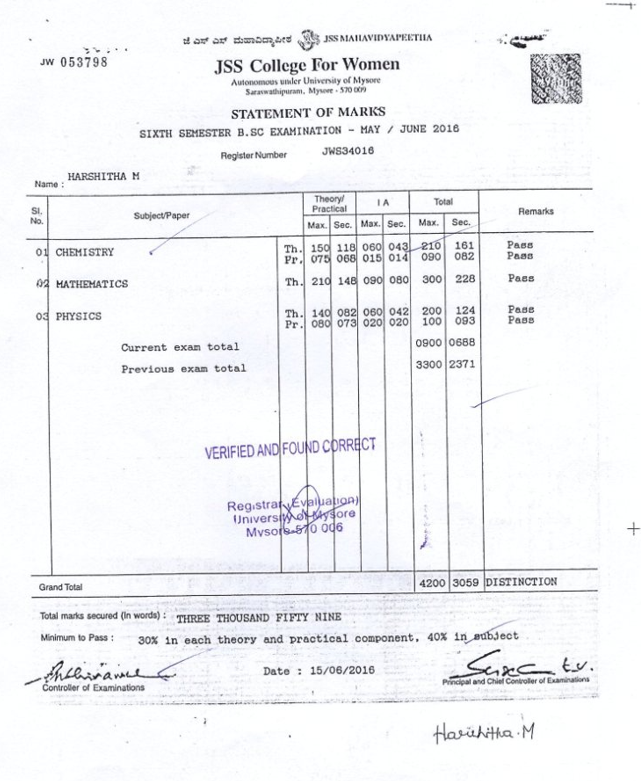 ಜೆ ಎಸ್ ಎಸ್ ಮಹಾವಿದ್ಯಾಪೀಠ JSS MAHAVIDYAPEETHA
JW 053798
JSS College For Women
Autonomous under University of Mysore
Saraswathipuram, Mysore - 570 009
STATEMENT OF MARKS
SIXTH SEMESTER B.SC EXAMINATION - MAY / JUNE 2016
Register Number JWS34016
Name : HARSHITHA M
Sl. No. Subject/Paper Theory/ Practical I A Total Remarks
Max. Sec. Max. Sec. Max. Sec.
01 CHEMISTRY Th. 150 118 060 043 210 161 Pass
Pr. 075 068 015 014 090 082 Pass
02 MATHEMATICS Th. 210 148 090 080 300 228 Pass
03 PHYSICS Th. 140 082 060 042 200 124 Pass
Pr. 080 073 020 020 100 093 Pass
Current exam total 0900 0688
Previous exam total 3300 2371
VERIFIED AND FOUND CORRECT
Registrar (Evaluation)
University of Mysore
Mysore-570 006
Grand Total 4200 3059 DISTINCTION
Total marks secured (In words) : THREE THOUSAND FIFTY NINE
Minimum to Pass : 30% in each theory and practical component, 40% in subject
Date : 15/06/2016
Controller of Examinations Principal and Chief Controller of Examinations
Harshitha.M